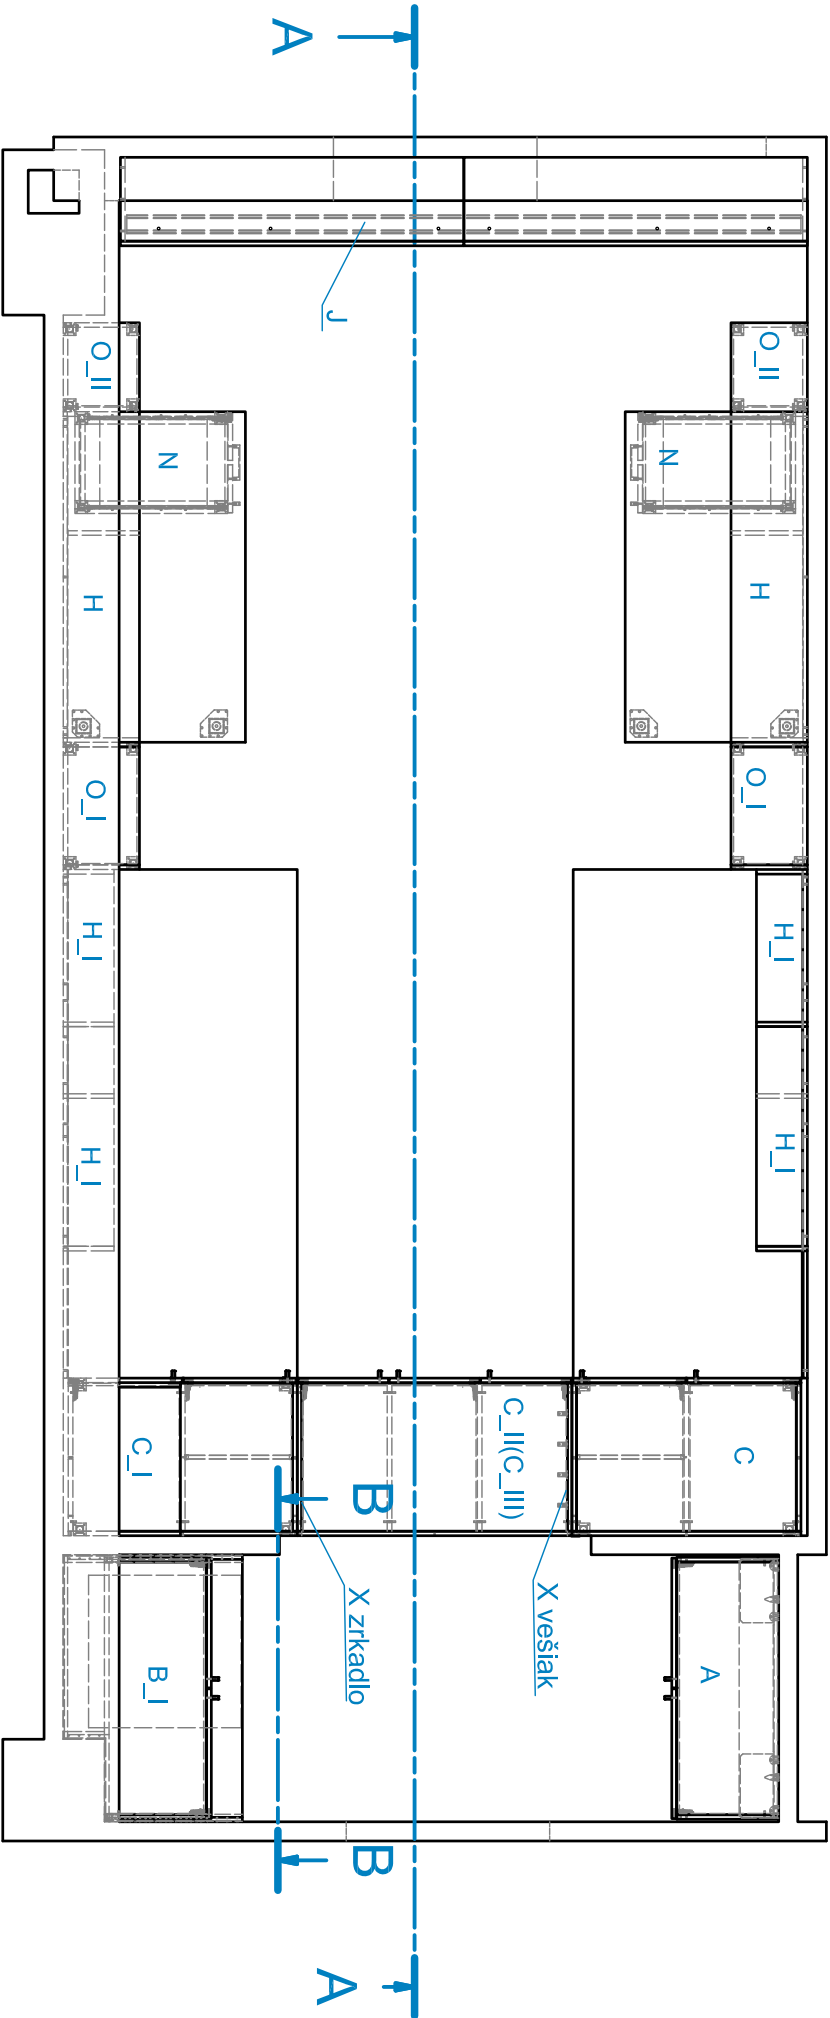 A
J
O_II
O_II
N
N
H
H
O_I
O_I
H_I
H_I
H_I
H_I
C_I
C_II(C_III)
C
B
X zrkadlo
X vešiak
B_I
A
B
A